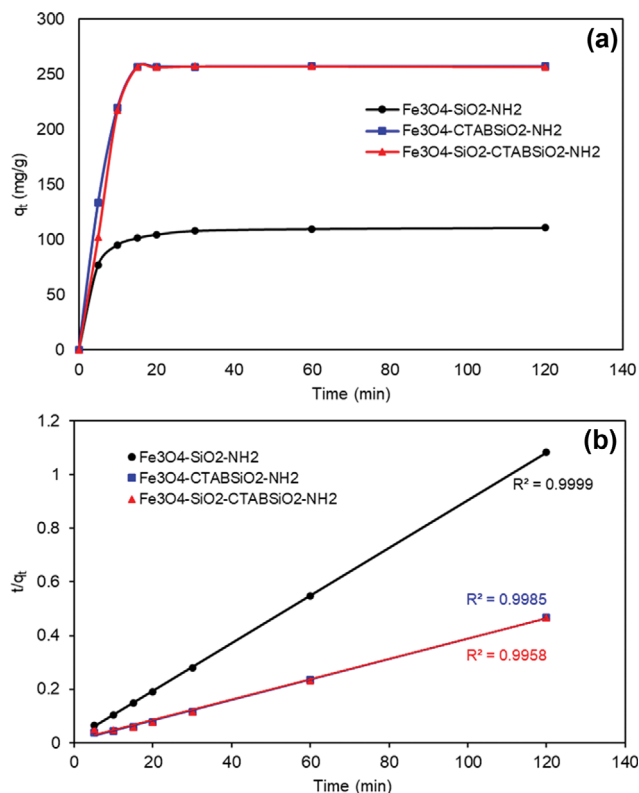 (a)
300
250
200
150
100
50
0
qt (mg/g)
Fe3O4-SiO2-NH2
Fe3O4-CTABSiO2-NH2
Fe3O4-SiO2-CTABSiO2-NH2
0 20 40 60 80 100 120 140
Time (min)
(b)
1.2
1
0.8
0.6
0.4
0.2
0
t/qt
Fe3O4-SiO2-NH2
Fe3O4-CTABSiO2-NH2
Fe3O4-SiO2-CTABSiO2-NH2
R² = 0.9999
R² = 0.9985
R² = 0.9958
0 20 40 60 80 100 120 140
Time (min)